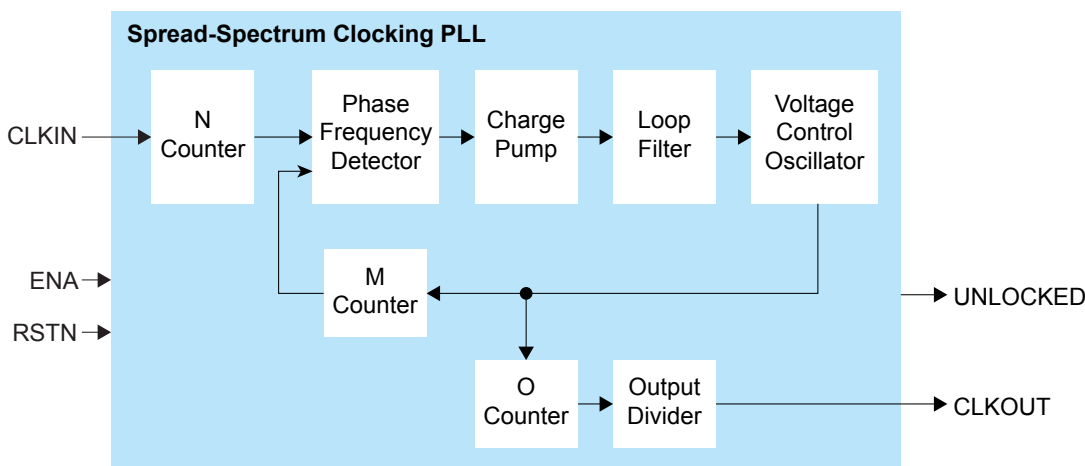 Spread-Spectrum Clocking PLL
CLKIN
N
Counter
Phase
Frequency
Detector
Charge
Pump
Loop
Filter
Voltage
Control
Oscillator
ENA
RSTN
M
Counter
UNLOCKED
O
Counter
Output
Divider
CLKOUT